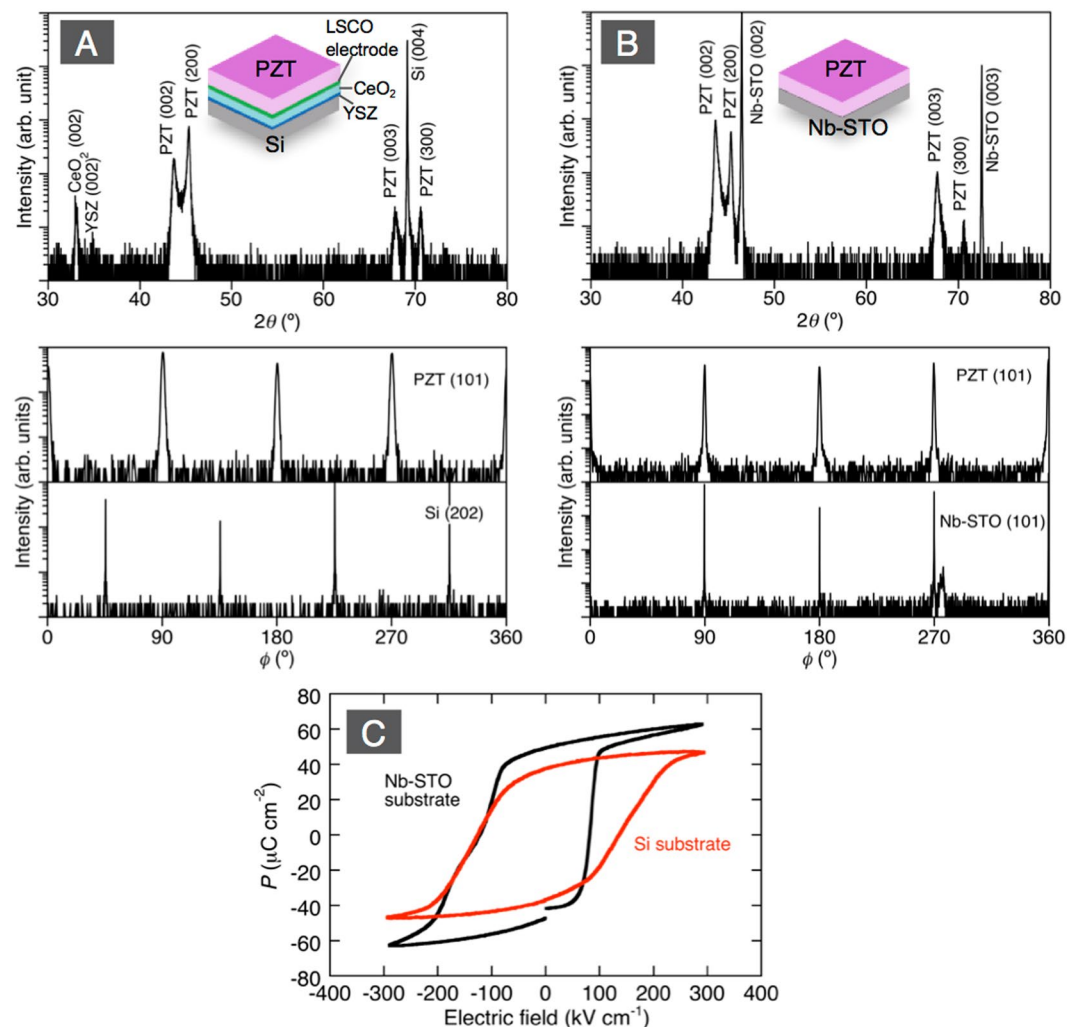 A
LSCO
electrode
PZT
CeO2
YSZ
Si
CeO2 (002)
YSZ (002)
PZT (002)
PZT (200)
PZT (003)
Si (004)
PZT (300)
Intensity (arb. unit)
30 40 50 60 70 80
2θ (º)
B
PZT
Nb-STO
PZT (002)
PZT (200)
Nb-STO (002)
PZT (003)
PZT (300)
Nb-STO (003)
Intensity (arb. unit)
30 40 50 60 70 80
2θ (º)
PZT (101)
Si (202)
Intensity (arb. units)
0 90 180 270 360
ϕ (º)
PZT (101)
Nb-STO (101)
Intensity (arb. units)
0 90 180 270 360
ϕ (º)
C
80
60
40
20
0
-20
-40
-60
-80
P (μC cm-2)
Nb-STO
substrate
Si substrate
-400 -300 -200 -100 0 100 200 300 400
Electric field (kV cm-1)